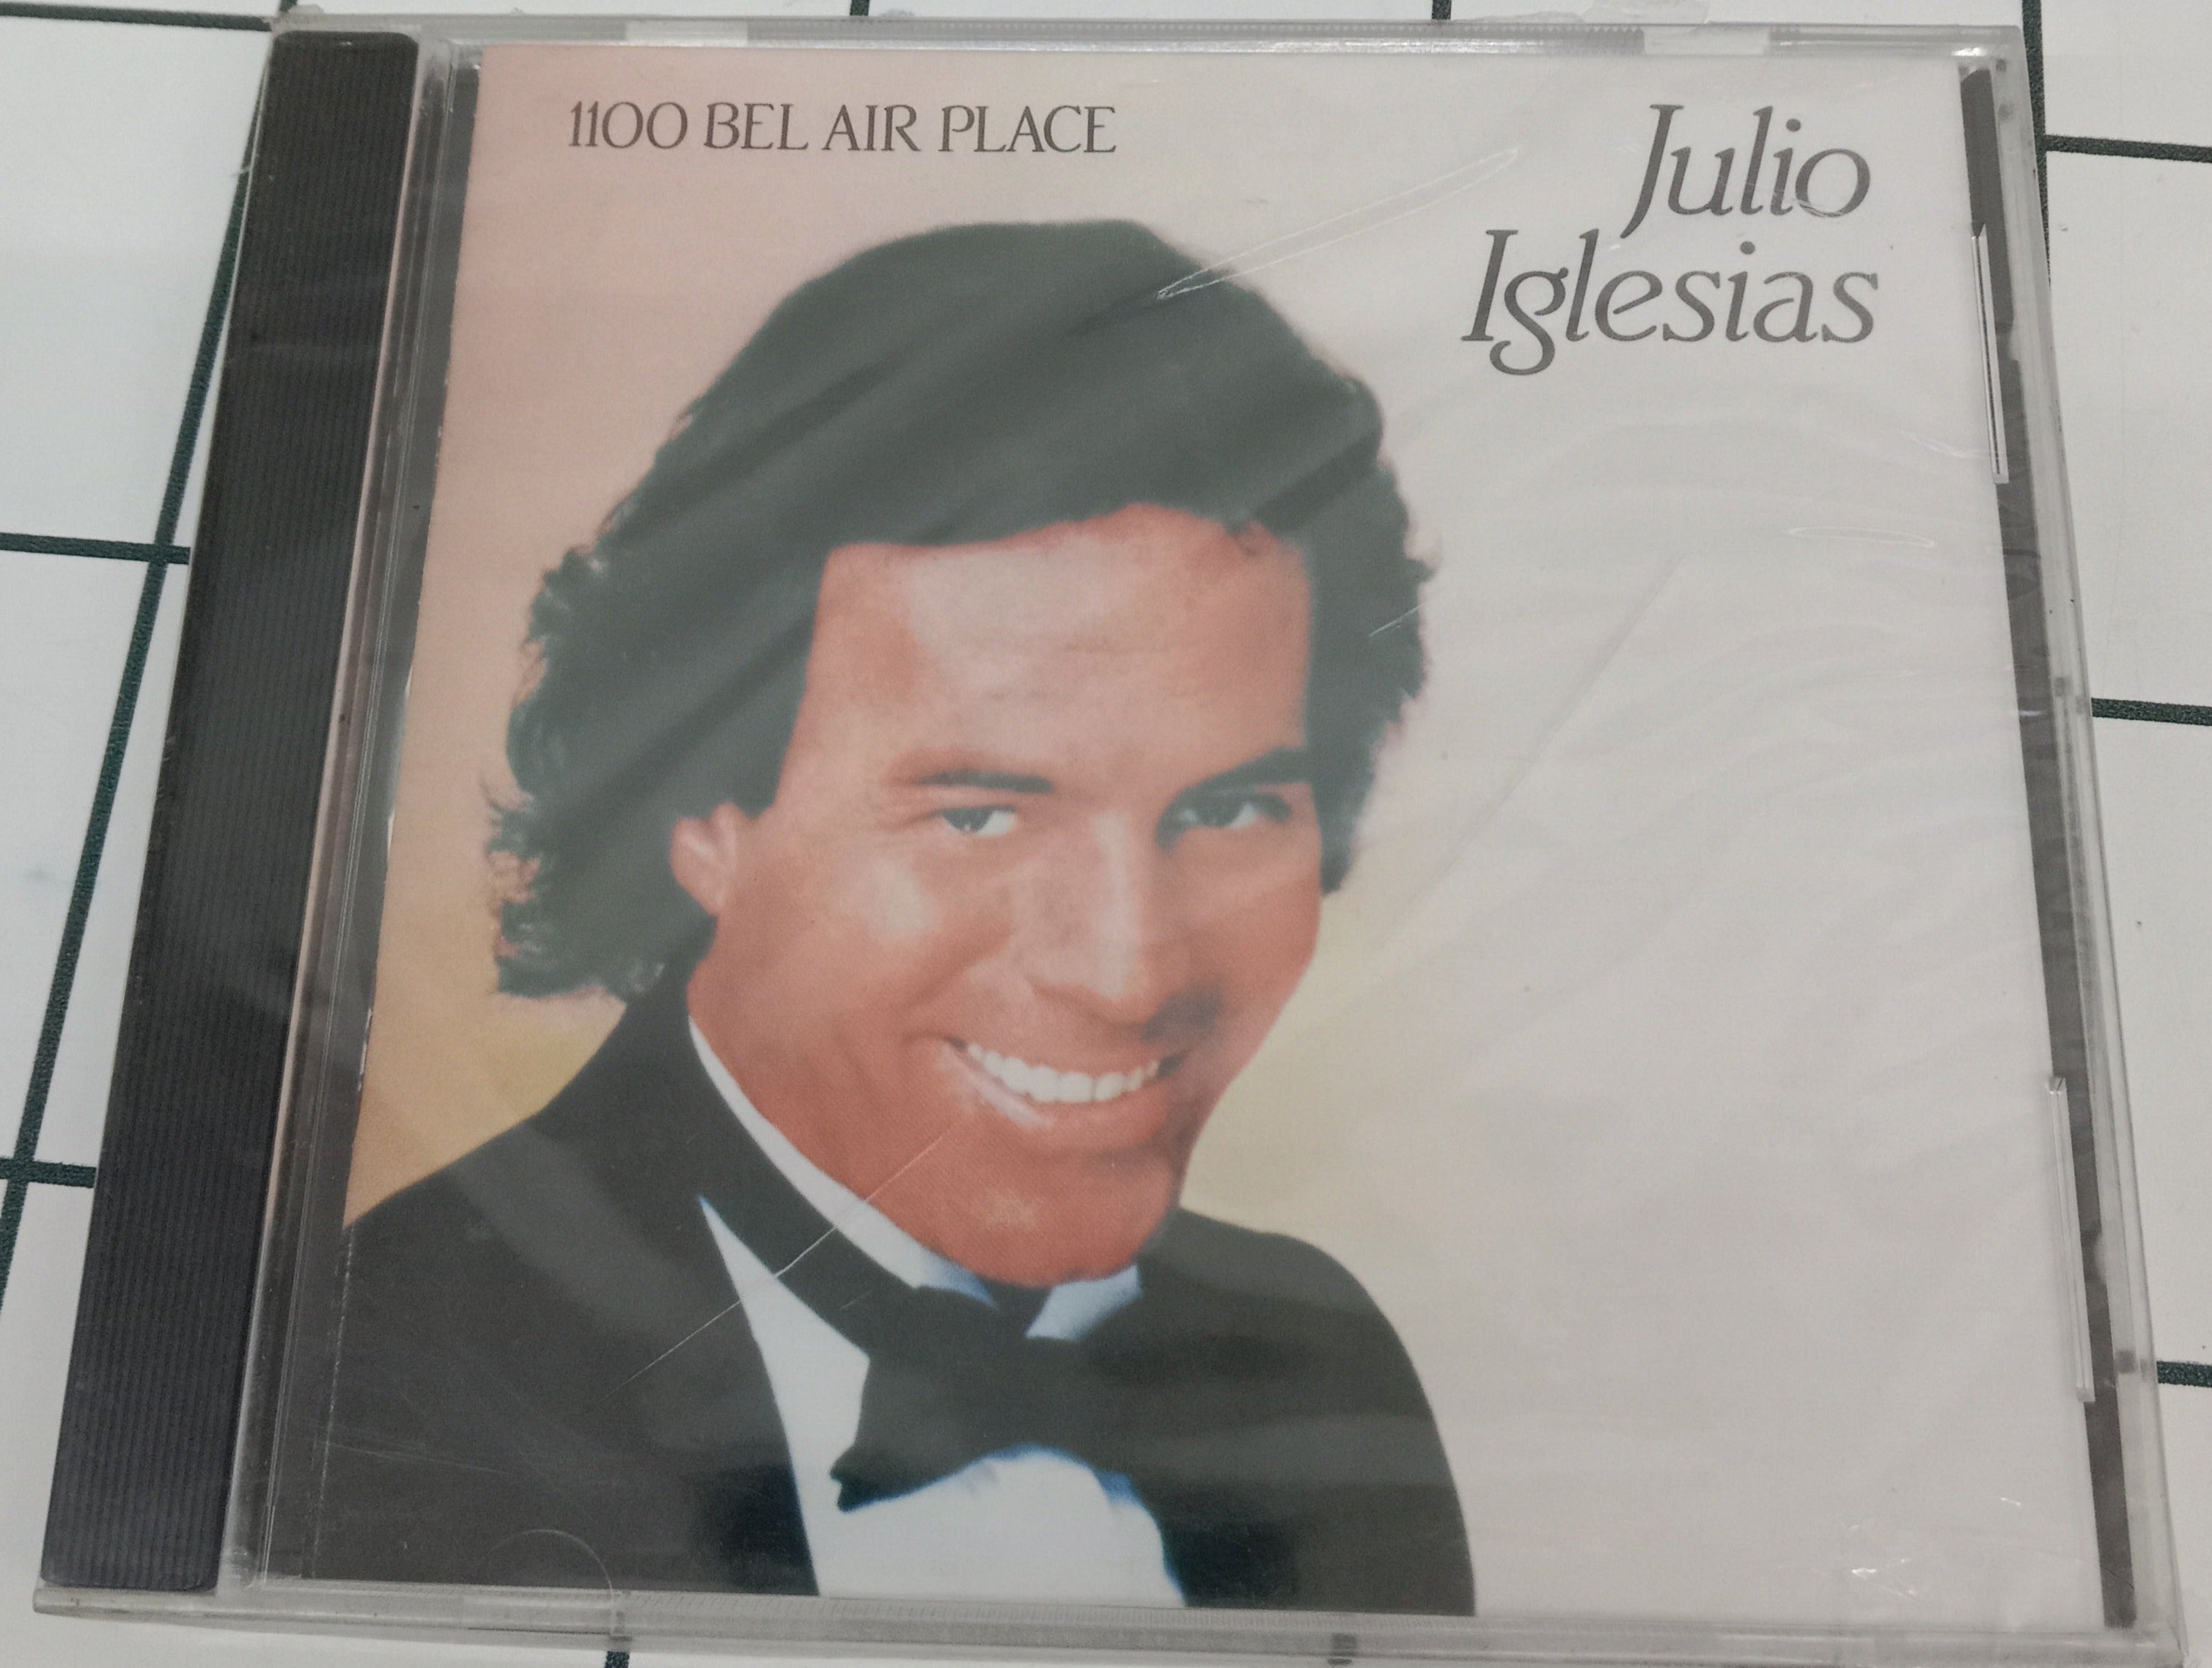 1100 BEL AIR PLACE
Julio
Iglesias